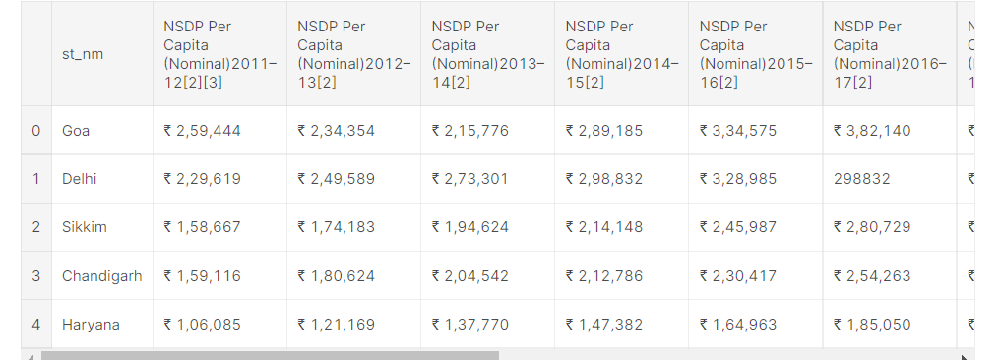 st_nm NSDP Per Capita (Nominal)2011–12[2][3] NSDP Per Capita (Nominal)2012–13[2] NSDP Per Capita (Nominal)2013–14[2] NSDP Per Capita (Nominal)2014–15[2] NSDP Per Capita (Nominal)2015–16[2] NSDP Per Capita (Nominal)2016–17[2]
0 Goa ₹ 2,59,444 ₹ 2,34,354 ₹ 2,15,776 ₹ 2,89,185 ₹ 3,34,575 ₹ 3,82,140 ₹
1 Delhi ₹ 2,29,619 ₹ 2,49,589 ₹ 2,73,301 ₹ 2,98,832 ₹ 3,28,985 298832 ₹
2 Sikkim ₹ 1,58,667 ₹ 1,74,183 ₹ 1,94,624 ₹ 2,14,148 ₹ 2,45,987 ₹ 2,80,729 ₹
3 Chandigarh ₹ 1,59,116 ₹ 1,80,624 ₹ 2,04,542 ₹ 2,12,786 ₹ 2,30,417 ₹ 2,54,263 ₹
4 Haryana ₹ 1,06,085 ₹ 1,21,169 ₹ 1,37,770 ₹ 1,47,382 ₹ 1,64,963 ₹ 1,85,050 ₹